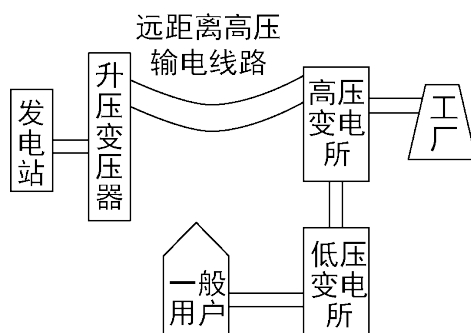 远距离高压
输电线路
发电站
升压变压器
高压
变电所
工厂
低压
变电所
一般
用户